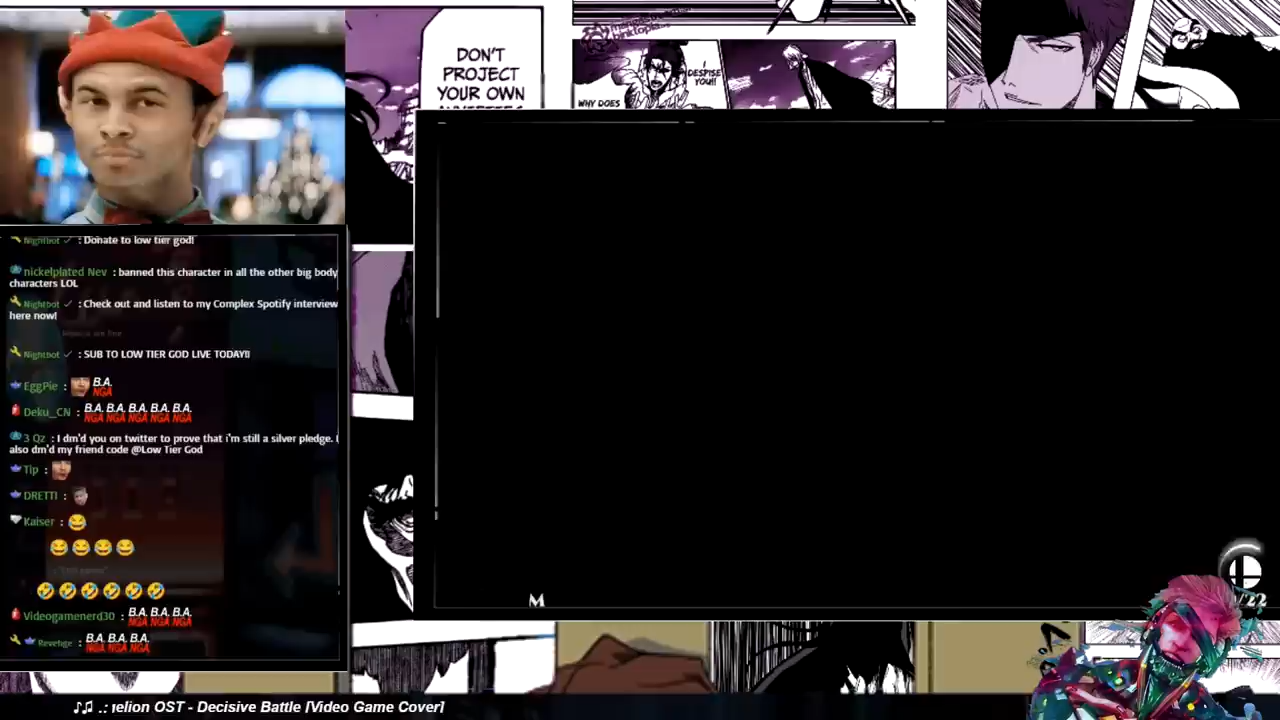 DON'T
PROJECT
YOUR OWN
I
DESPISE
YOU!!
WHY DOES
Nightbot : Donate to low tier god!
nickelplated Nev : banned this character in all the other big body
characters LOL
Nightbot : Check out and listen to my Complex Spotify interview
here now!
Nightbot : SUB TO LOW TIER GOD LIVE TODAY!!
EggPie : B.A.
NGA
Deku_CN : B.A. B.A. B.A. B.A. B.A.
NGA NGA NGA NGA NGA
3 Qz : I dm'd you on twitter to prove that i'm still a silver pledge. i
also dm'd my friend code @Low Tier God
Tip :
DRETTI :
Kaiser : 😂
😂😂😂😂
🤣🤣🤣🤣🤣🤣
Videogamenerd30 : B.A. B.A. B.A.
NGA NGA NGA
Revenge : B.A. B.A. B.A.
NGA NGA NGA
M
/22
♪♫ .: relion OST - Decisive Battle [Video Game Cover]